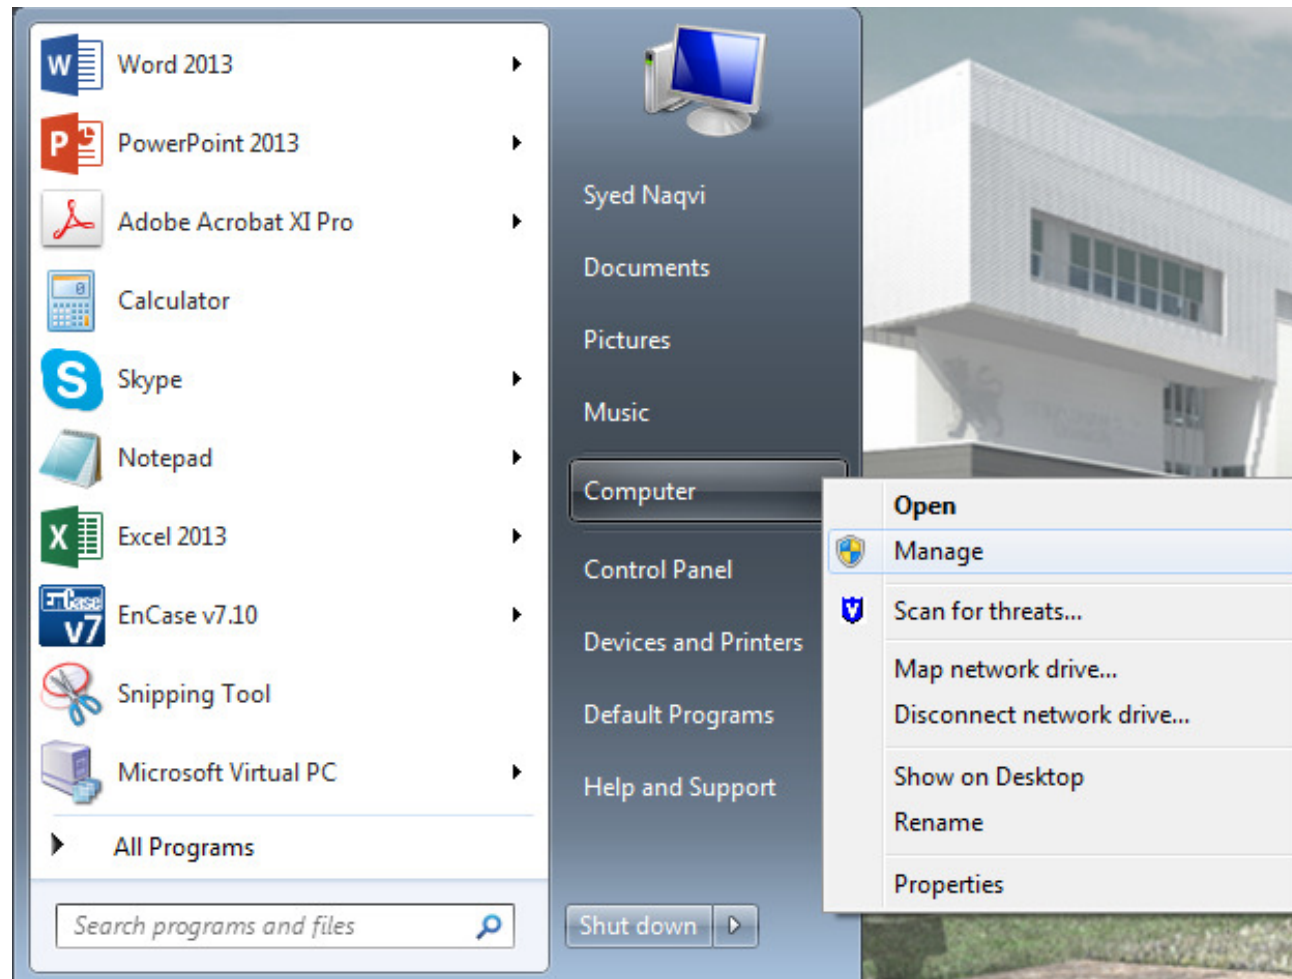 Word 2013
PowerPoint 2013
Adobe Acrobat XI Pro
Calculator
Skype
Notepad
Excel 2013
EnCase v7.10
Snipping Tool
Microsoft Virtual PC
All Programs
Search programs and files
Syed Naqvi
Documents
Pictures
Music
Computer
Control Panel
Devices and Printers
Default Programs
Help and Support
Shut down
Open
Manage
Scan for threats...
Map network drive...
Disconnect network drive...
Show on Desktop
Rename
Properties